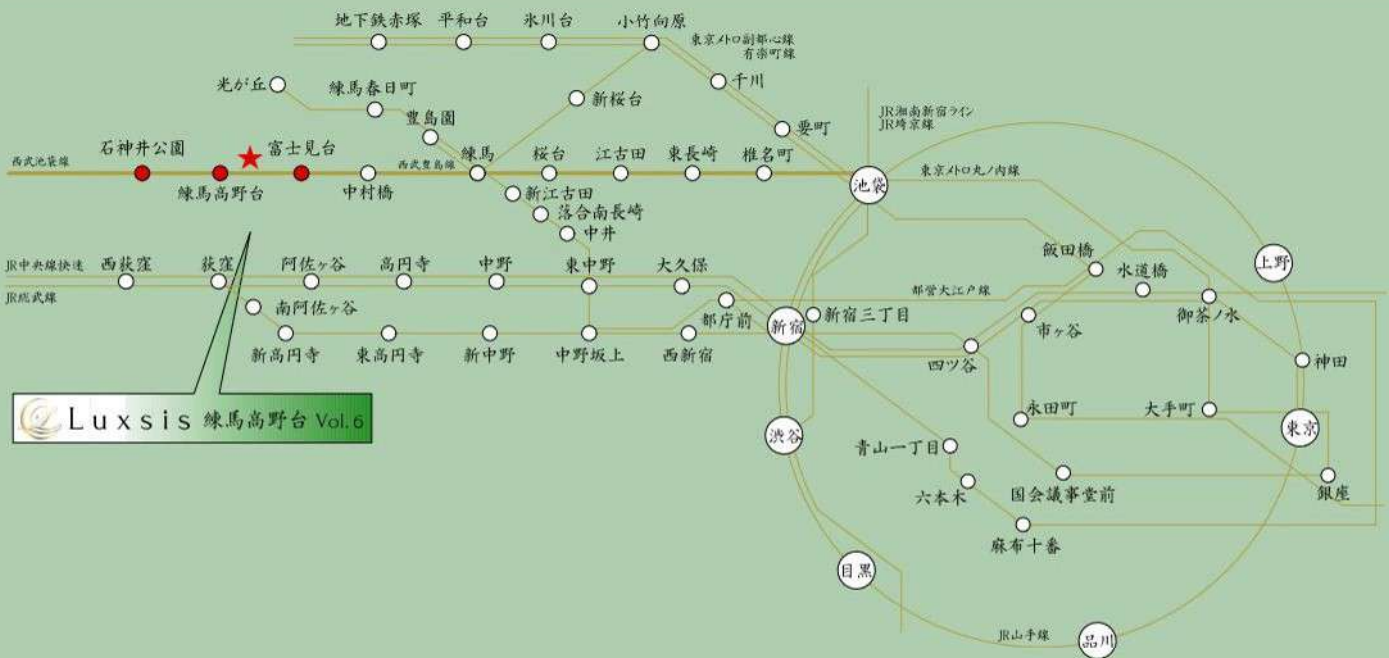 地下鉄赤塚
平和台
氷川台
小竹向原
東京メトロ副都心線
有楽町線
光が丘
練馬春日町
豊島園
新桜台
千川
要町
JR湘南新宿ライン
JR埼京線
西武池袋線
石神井公園
練馬高野台
富士見台
中村橋
西武豊島線
練馬
桜台
江古田
東長崎
椎名町
池袋
東京メトロ丸ノ内線
新江古田
落合南長崎
中井
飯田橋
水道橋
上野
JR中央線快速
JR総武線
西荻窪
荻窪
阿佐ヶ谷
高円寺
中野
東中野
大久保
都営大江戸線
南阿佐ヶ谷
新高円寺
東高円寺
新中野
中野坂上
西新宿
都庁前
新宿
新宿三丁目
四ツ谷
市ヶ谷
御茶ノ水
神田
Luxsis 練馬高野台 Vol.6
渋谷
青山一丁目
永田町
大手町
東京
六本木
国会議事堂前
銀座
麻布十番
目黒
JR山手線
品川